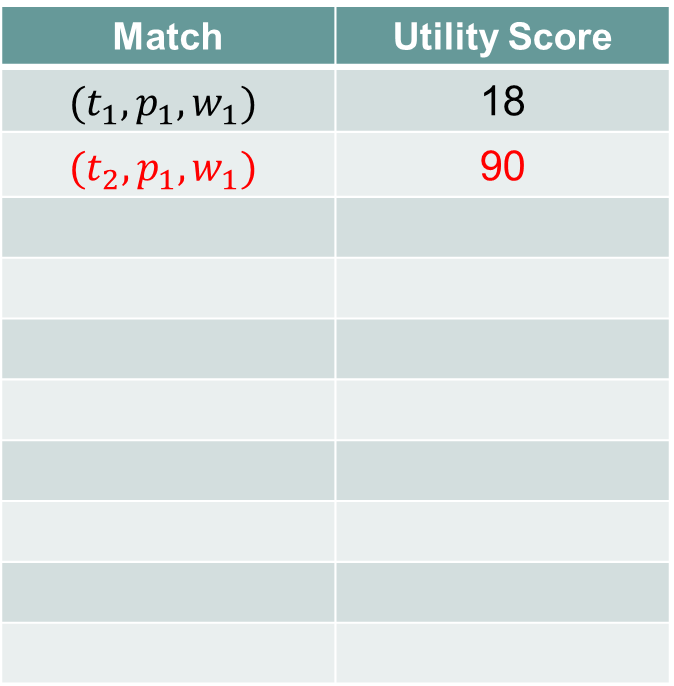 Match Utility Score
(t₁, p₁, w₁) 18
(t₂, p₁, w₁) 90